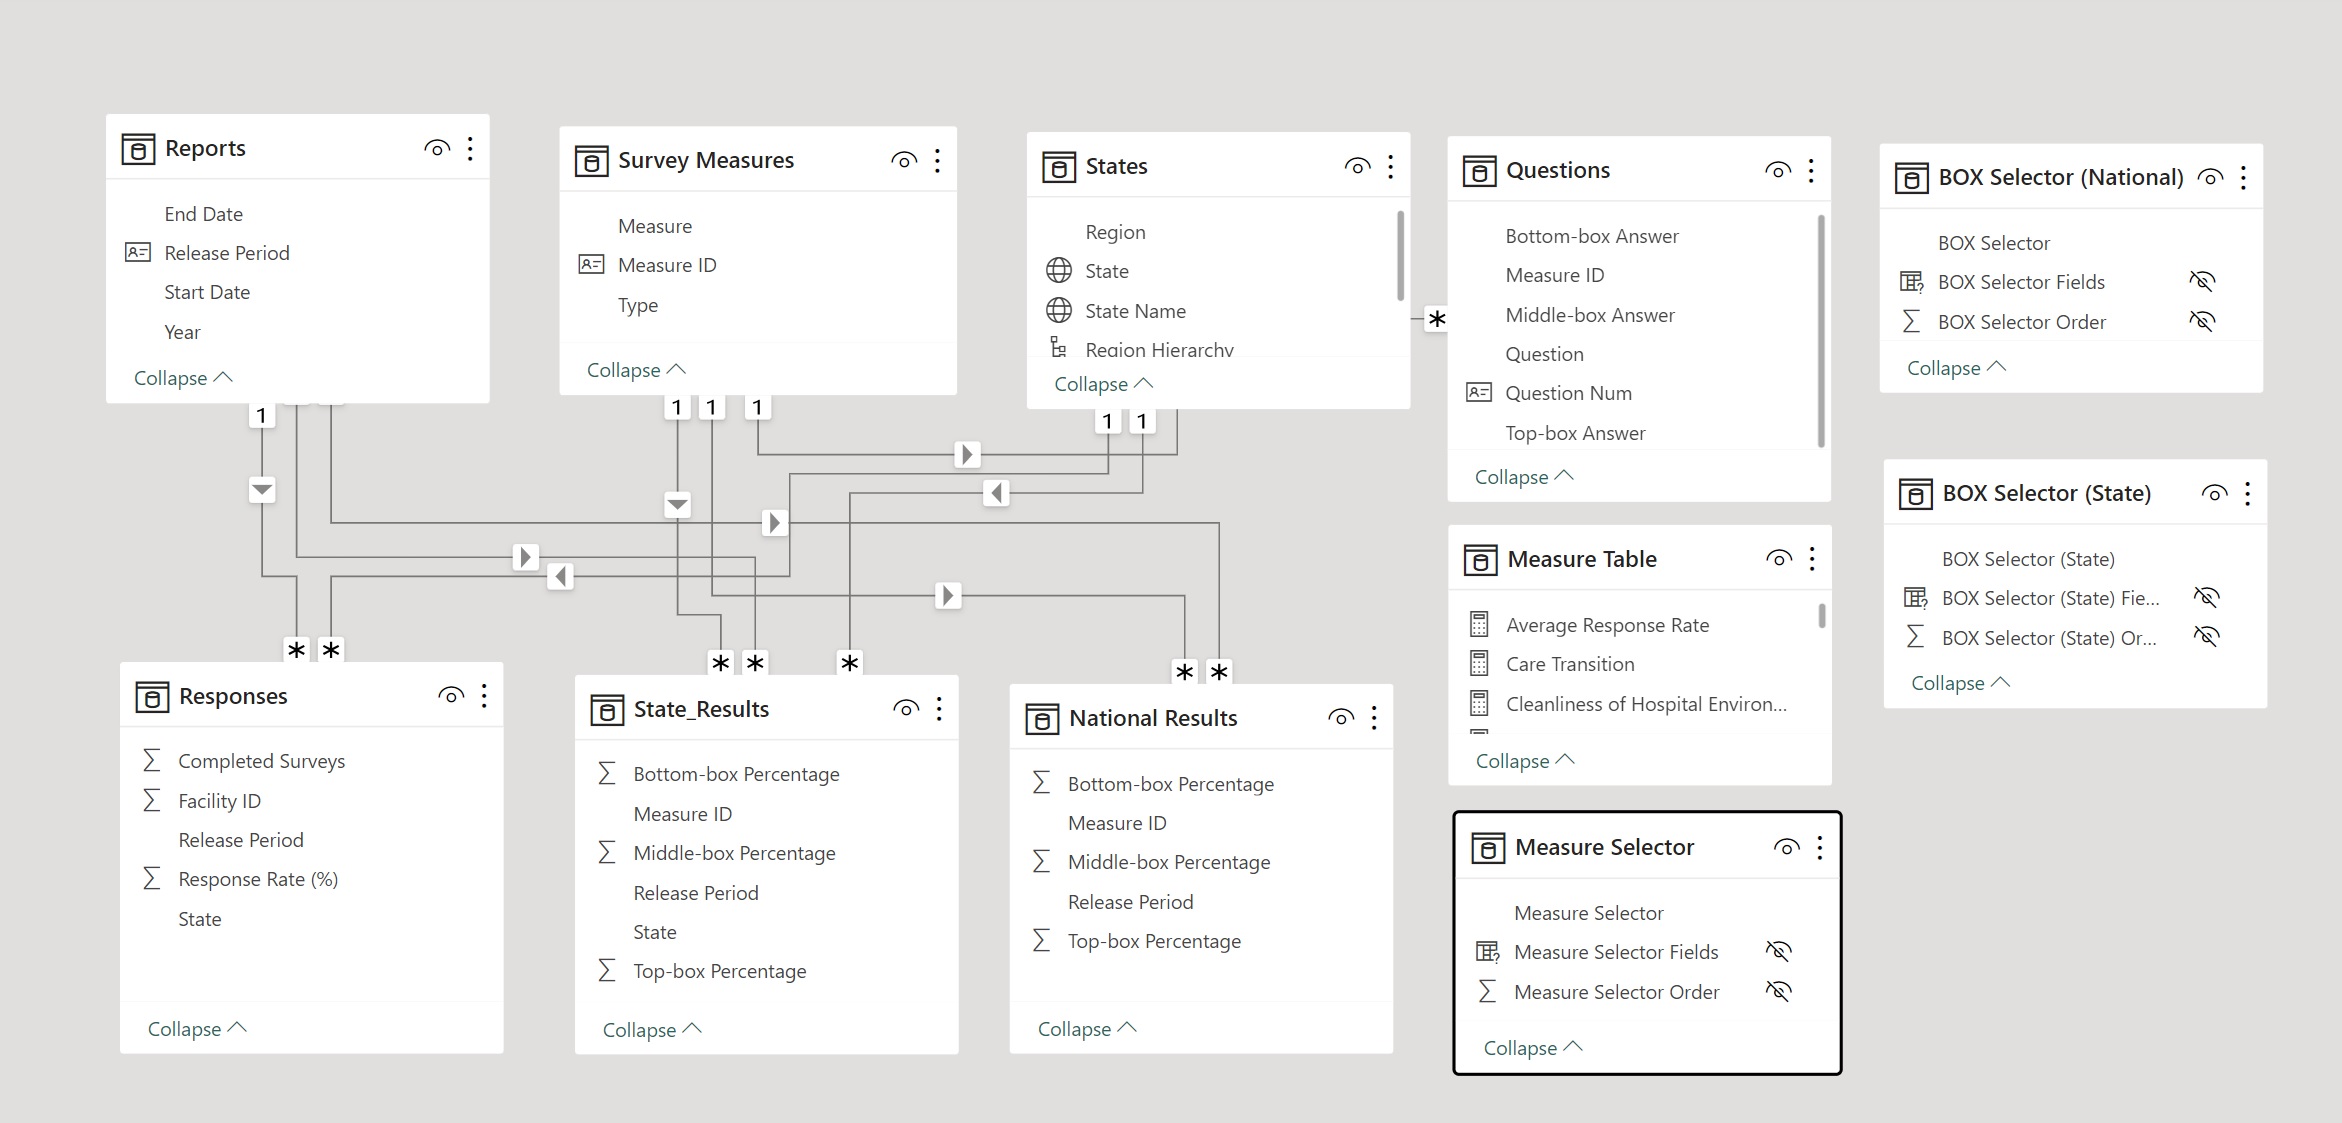 Reports
End Date
Release Period
Start Date
Year
Collapse
1
Survey Measures
Measure
Measure ID
Type
Collapse
1
1
1
States
Region
State
State Name
Region Hierarchy
Collapse
1
1
Questions
Bottom-box Answer
Measure ID
Middle-box Answer
Question
Question Num
Top-box Answer
Collapse
*
BOX Selector (National)
BOX Selector
BOX Selector Fields
BOX Selector Order
Collapse
BOX Selector (State)
BOX Selector (State)
BOX Selector (State) Fie...
BOX Selector (State) Or...
Collapse
Measure Table
Average Response Rate
Care Transition
Cleanliness of Hospital Environ...
Collapse
* *
Responses
Completed Surveys
Facility ID
Release Period
Response Rate (%)
State
Collapse
* * *
State_Results
Bottom-box Percentage
Measure ID
Middle-box Percentage
Release Period
State
Top-box Percentage
Collapse
* *
National Results
Bottom-box Percentage
Measure ID
Middle-box Percentage
Release Period
Top-box Percentage
Collapse
Measure Selector
Measure Selector
Measure Selector Fields
Measure Selector Order
Collapse